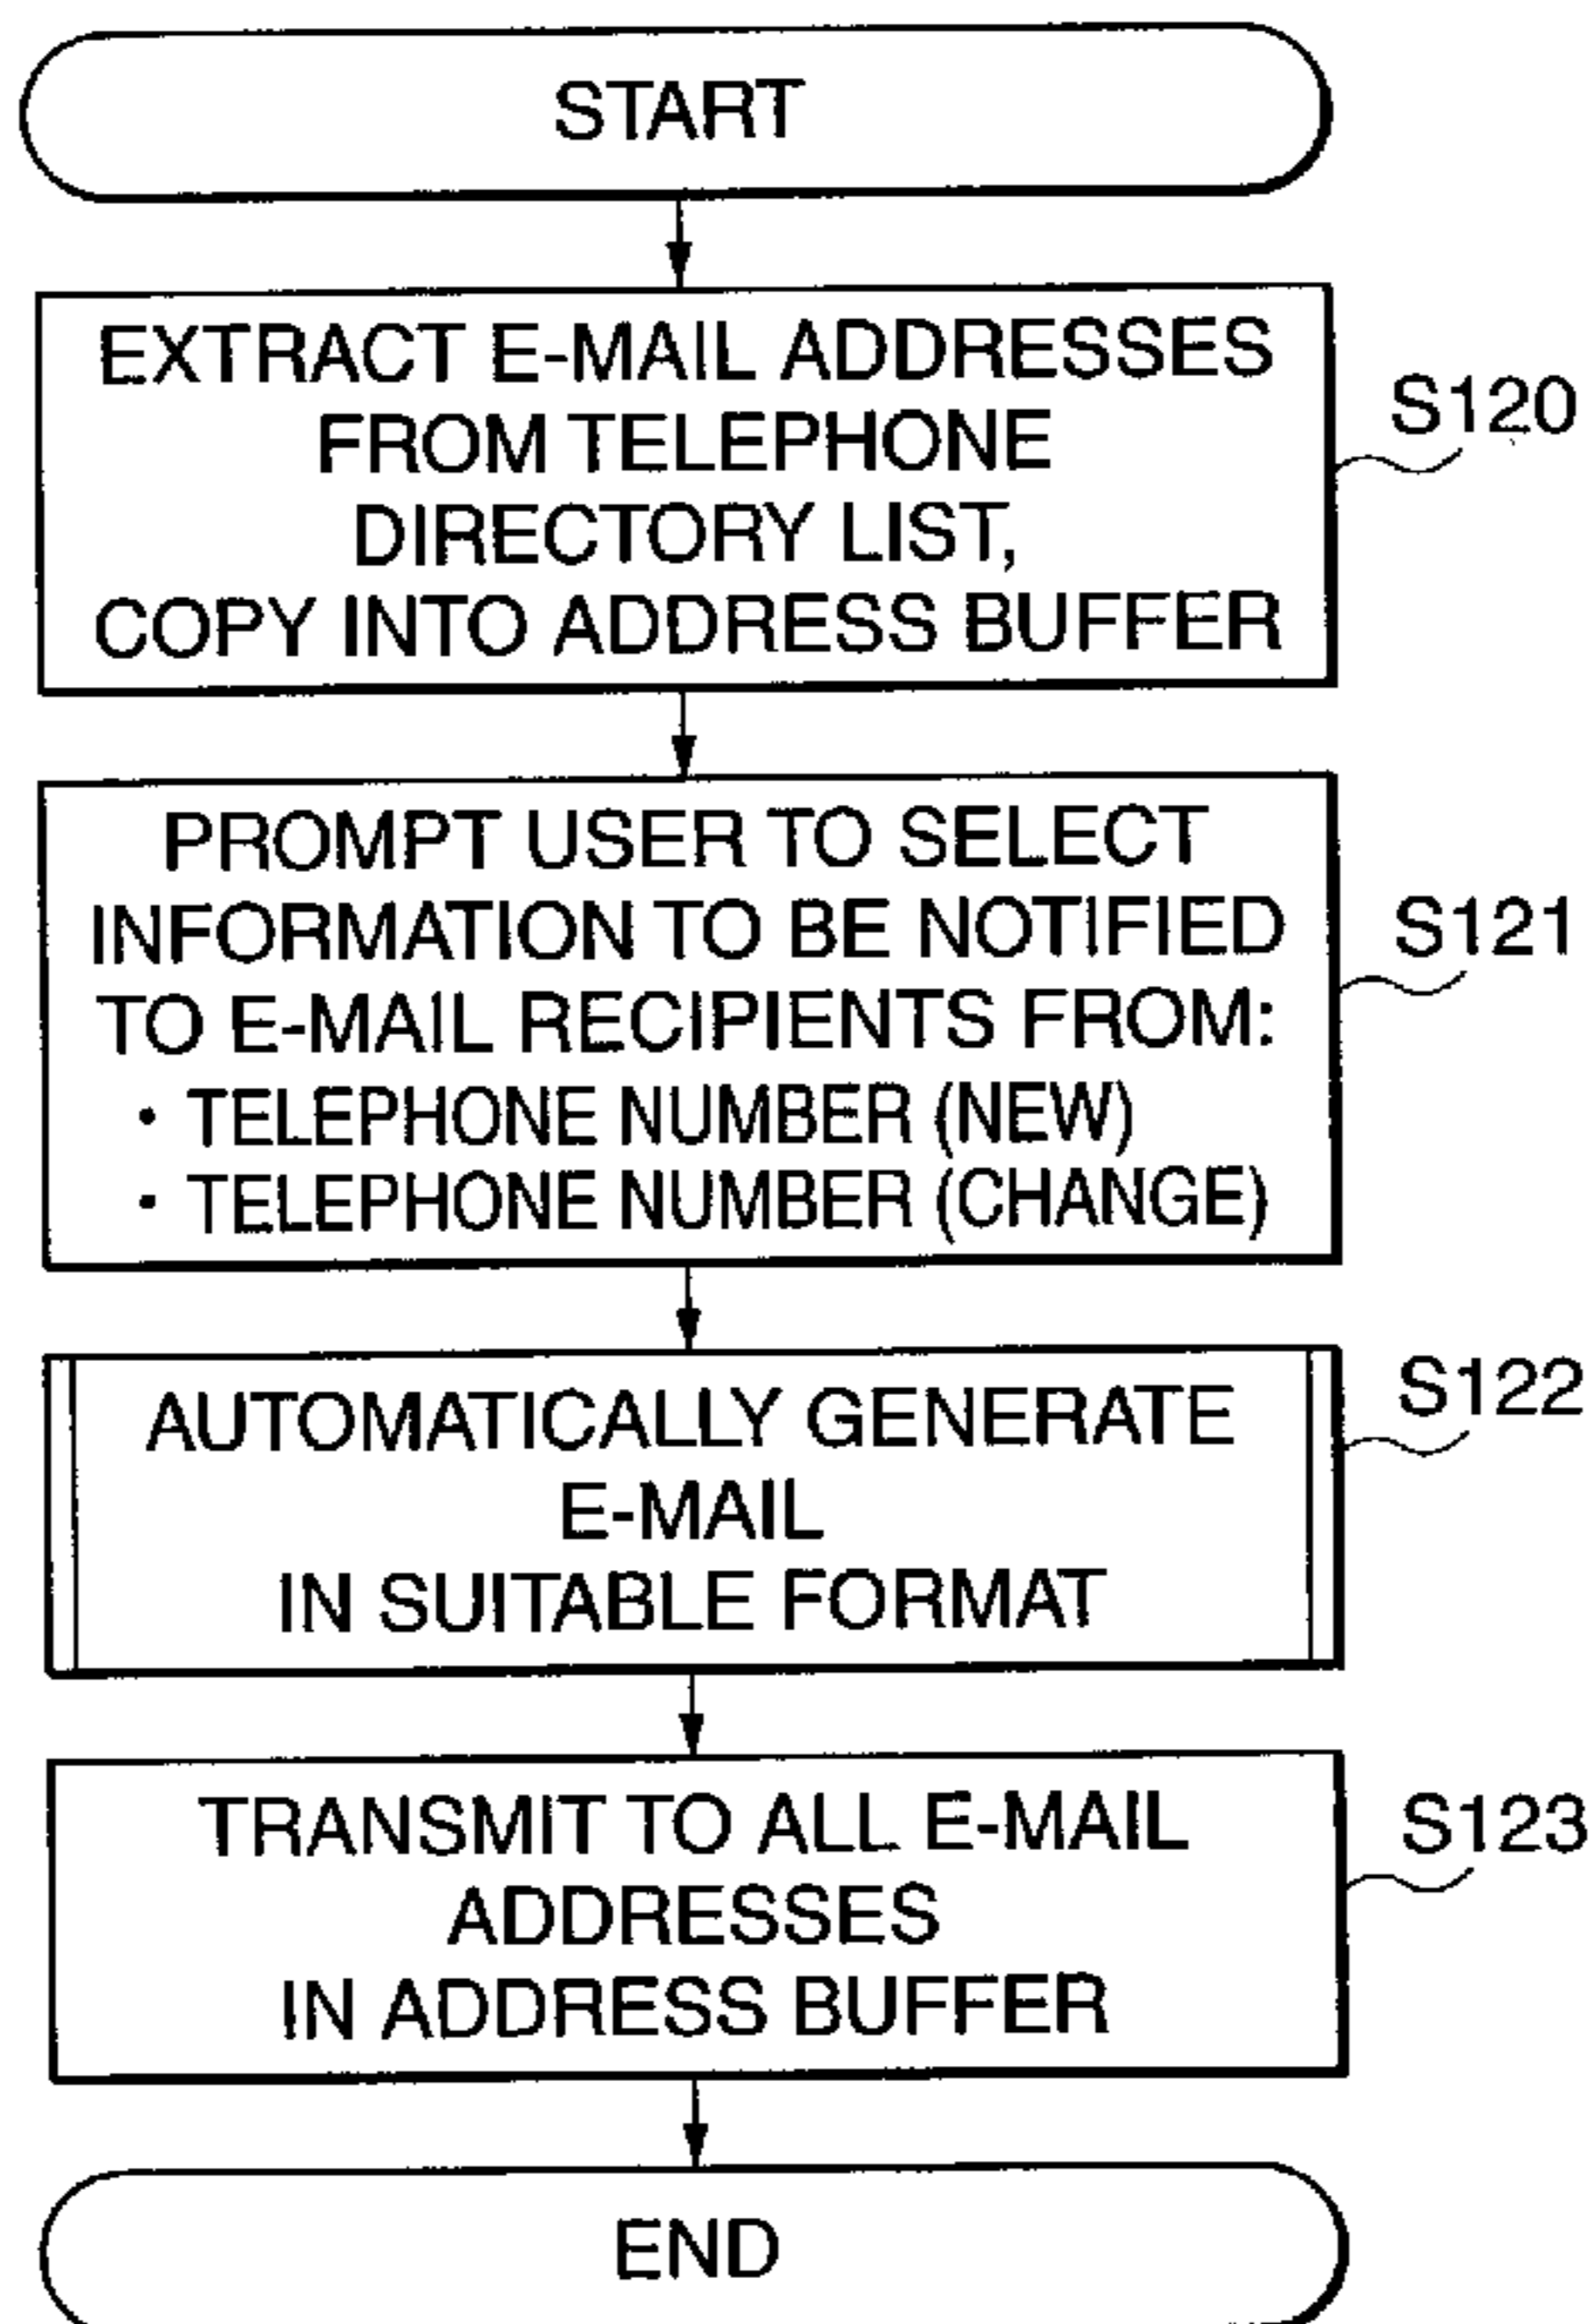 START
EXTRACT E-MAIL ADDRESSES
FROM TELEPHONE
DIRECTORY LIST,
COPY INTO ADDRESS BUFFER
S120
PROMPT USER TO SELECT
INFORMATION TO BE NOTIFIED
TO E-MAIL RECIPIENTS FROM:
• TELEPHONE NUMBER (NEW)
• TELEPHONE NUMBER (CHANGE)
S121
AUTOMATICALLY GENERATE
E-MAIL
IN SUITABLE FORMAT
S122
TRANSMIT TO ALL E-MAIL
ADDRESSES
IN ADDRESS BUFFER
S123
END